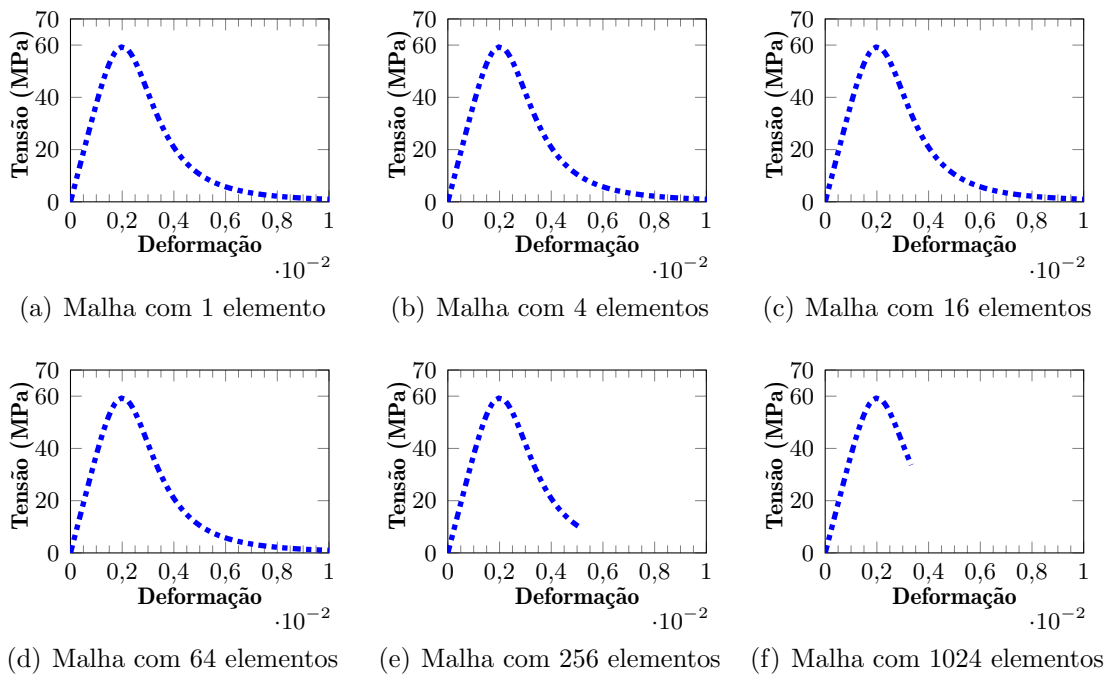 70
60
40
20
0
Tensão (MPa)
0 0,2 0,4 0,6 0,8 1
Deformação
·10⁻²
(a) Malha com 1 elemento
70
60
40
20
0
Tensão (MPa)
0 0,2 0,4 0,6 0,8 1
Deformação
·10⁻²
(b) Malha com 4 elementos
70
60
40
20
0
Tensão (MPa)
0 0,2 0,4 0,6 0,8 1
Deformação
·10⁻²
(c) Malha com 16 elementos
70
60
40
20
0
Tensão (MPa)
0 0,2 0,4 0,6 0,8 1
Deformação
·10⁻²
(d) Malha com 64 elementos
70
60
40
20
0
Tensão (MPa)
0 0,2 0,4 0,6 0,8 1
Deformação
·10⁻²
(e) Malha com 256 elementos
70
60
40
20
0
Tensão (MPa)
0 0,2 0,4 0,6 0,8 1
Deformação
·10⁻²
(f) Malha com 1024 elementos